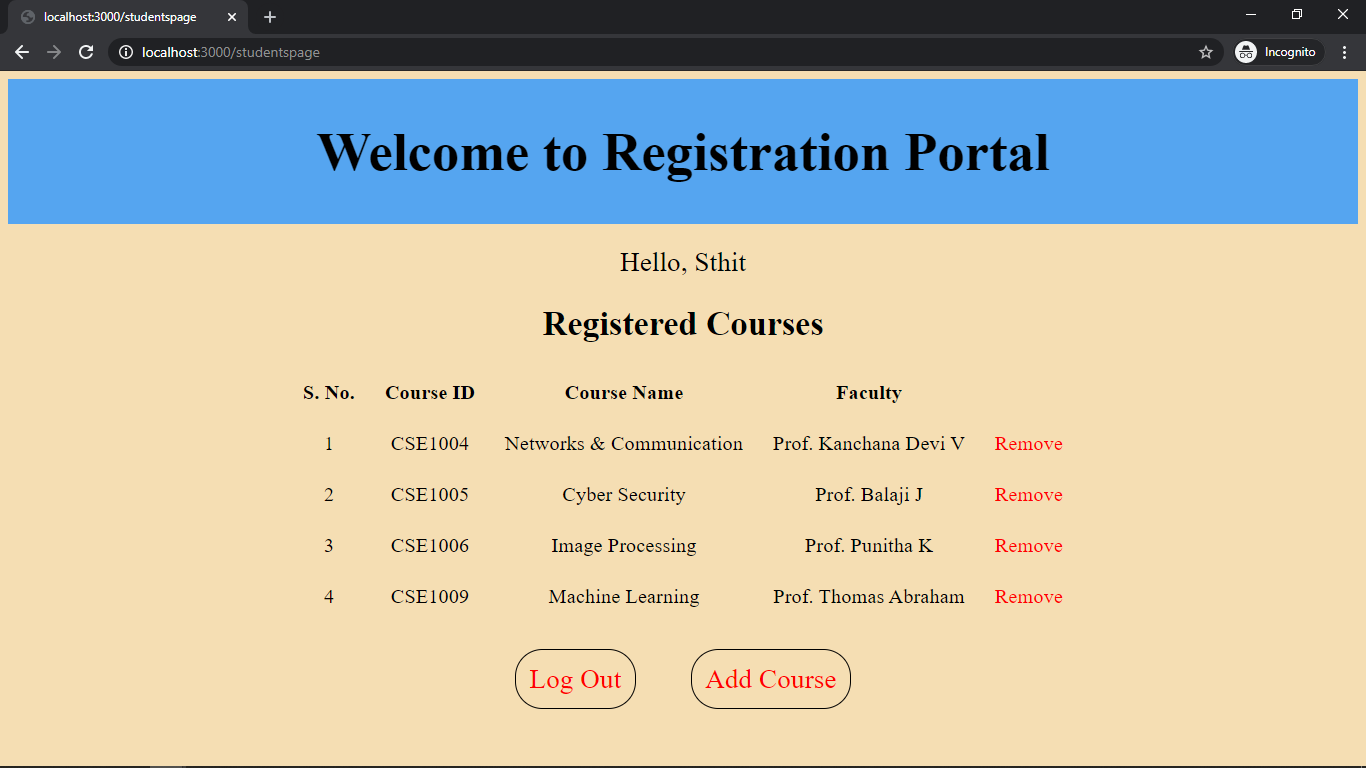 localhost:3000/studentspage
localhost:3000/studentspage
Incognito
Welcome to Registration Portal
Hello, Sthit
Registered Courses
S. No. Course ID Course Name Faculty
1 CSE1004 Networks & Communication Prof. Kanchana Devi V Remove
2 CSE1005 Cyber Security Prof. Balaji J Remove
3 CSE1006 Image Processing Prof. Punitha K Remove
4 CSE1009 Machine Learning Prof. Thomas Abraham Remove
Log Out Add Course